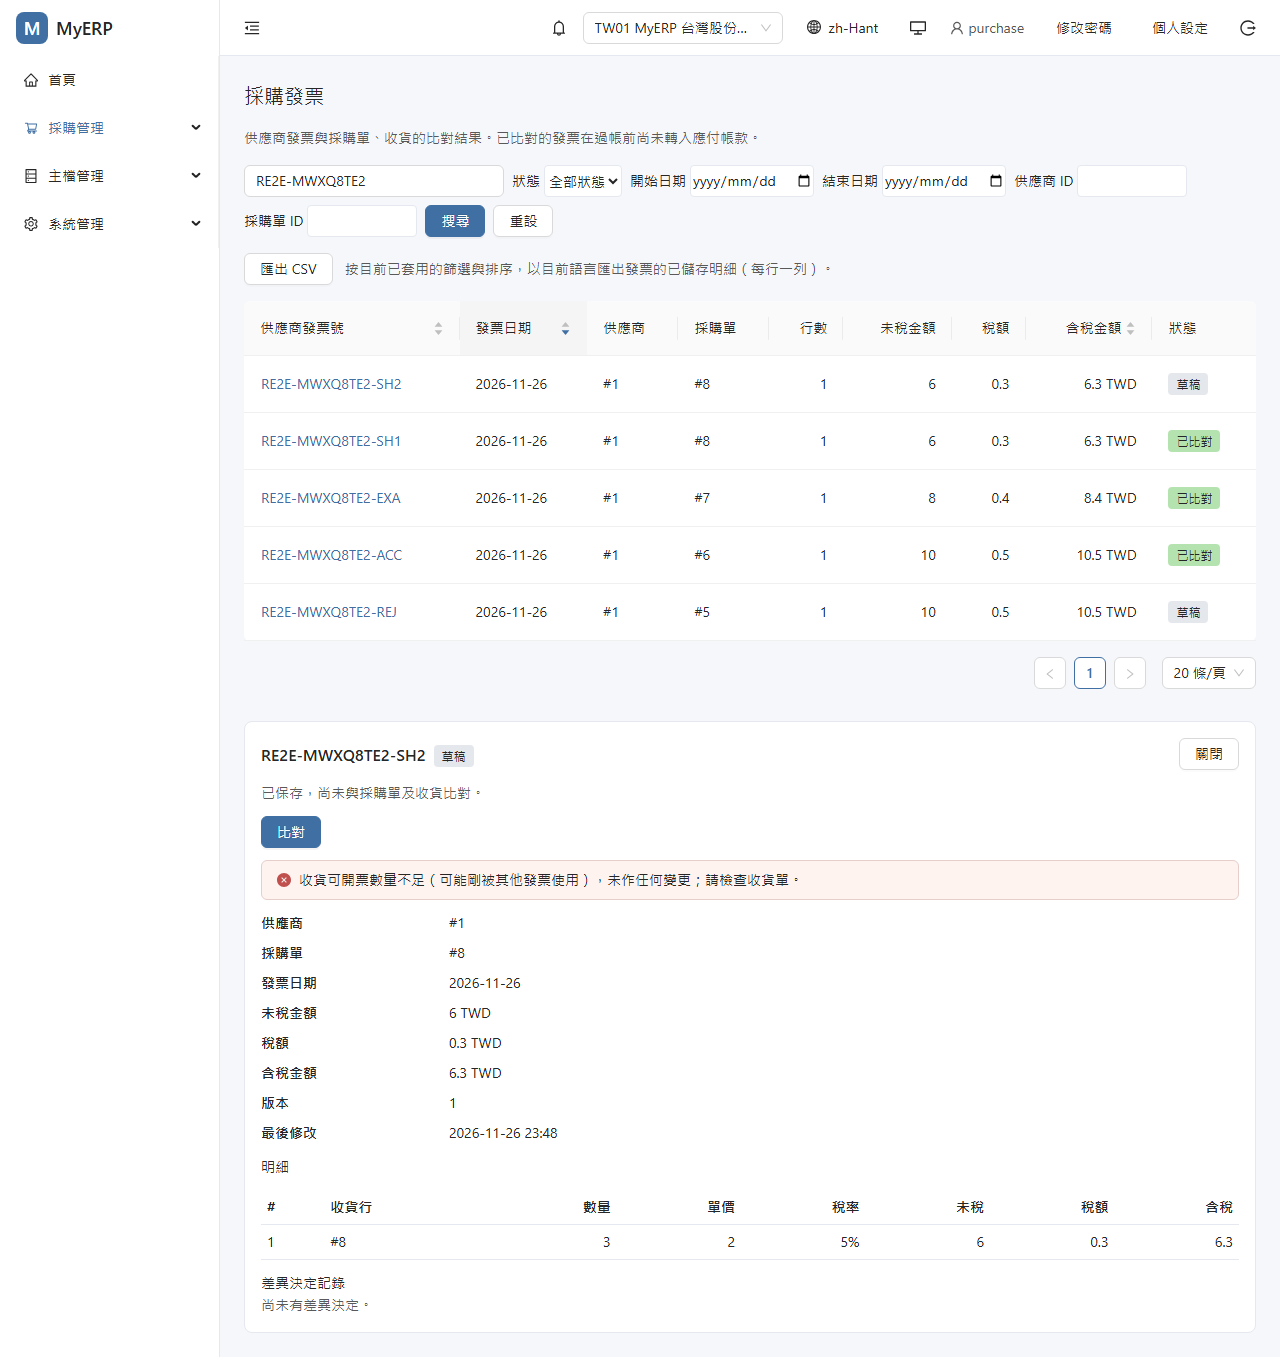 M MyERP
TW01 MyERP 台灣股份... zh-Hant purchase 修改密碼 個人設定
首頁
採購管理
主檔管理
系統管理
採購發票
供應商發票與採購單、收貨的比對結果。已比對的發票在過帳前尚未轉入應付帳款。
RE2E-MWXQ8TE2 狀態 全部狀態 開始日期 yyyy/mm/dd 結束日期 yyyy/mm/dd 供應商 ID
採購單 ID 搜尋 重設
匯出 CSV 按目前已套用的篩選與排序，以目前語言匯出發票的已儲存明細（每行一列）。
供應商發票號 發票日期 供應商 採購單 行數 未稅金額 稅額 含稅金額 狀態
RE2E-MWXQ8TE2-SH2 2026-11-26 #1 #8 1 6 0.3 6.3 TWD 草稿
RE2E-MWXQ8TE2-SH1 2026-11-26 #1 #8 1 6 0.3 6.3 TWD 已比對
RE2E-MWXQ8TE2-EXA 2026-11-26 #1 #7 1 8 0.4 8.4 TWD 已比對
RE2E-MWXQ8TE2-ACC 2026-11-26 #1 #6 1 10 0.5 10.5 TWD 已比對
RE2E-MWXQ8TE2-REJ 2026-11-26 #1 #5 1 10 0.5 10.5 TWD 草稿
1 20 條/頁
RE2E-MWXQ8TE2-SH2 草稿 關閉
已保存，尚未與採購單及收貨比對。
比對
收貨可開票數量不足（可能剛被其他發票使用），未作任何變更；請檢查收貨單。
供應商 #1
採購單 #8
發票日期 2026-11-26
未稅金額 6 TWD
稅額 0.3 TWD
含稅金額 6.3 TWD
版本 1
最後修改 2026-11-26 23:48
明細
# 收貨行 數量 單價 稅率 未稅 稅額 含稅
1 #8 3 2 5% 6 0.3 6.3
差異決定記錄
尚未有差異決定。